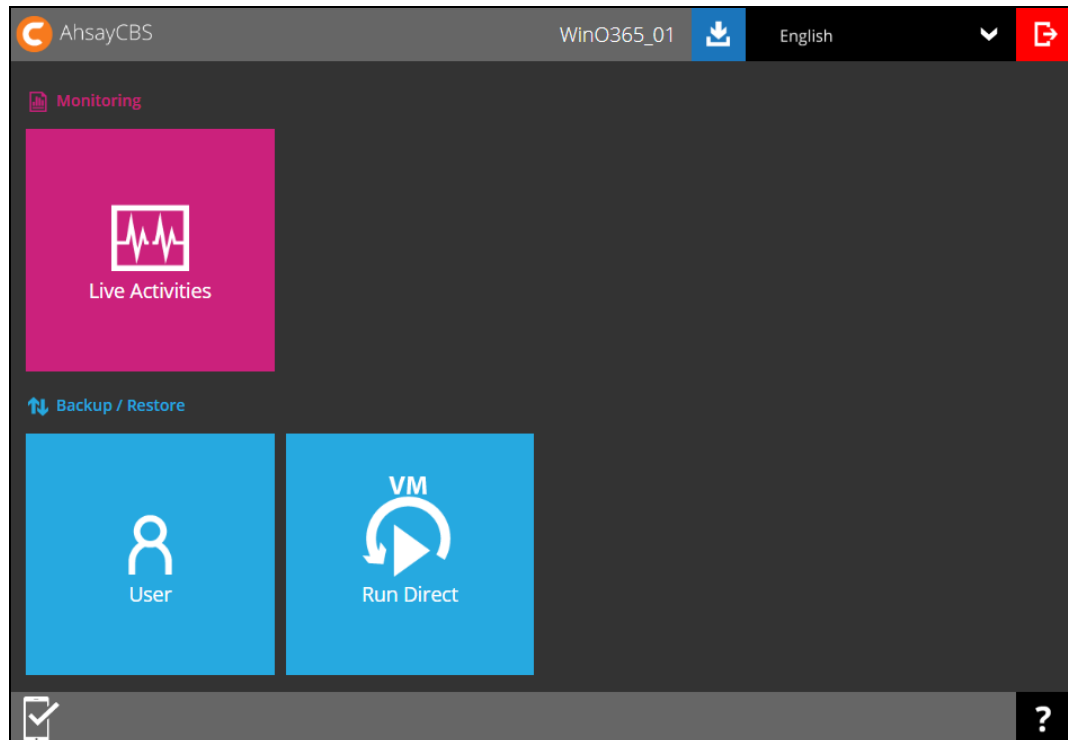 AhsayCBS
WinO365_01
English
Monitoring
Live Activities
Backup / Restore
User
VM
Run Direct
?